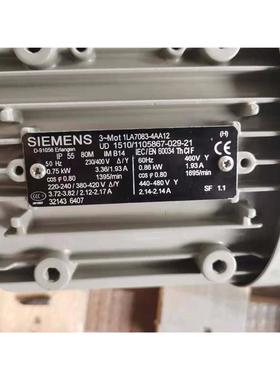 SIEMENS
D-91056 Erlangen
3~Mot 1LA7083-4AA12
UD 1510/1105867-029-21
(H)
IP 55 80M IM B14 IEC/EN 60034 Th Cl F
50 Hz 230/400 V Δ/Y
0.75 kW 3.36/1.93 A
cos φ 0.80 1395/min
220-240 / 380-420 V Δ/Y
3.72-3.82 / 2.12-2.17 A
60Hz 460V Y
0.86 kW 1.93 A
cos φ 0.80 1695/min
440-480 V Y
2.14-2.14 A
SF 1.1
CCC
32143 6407